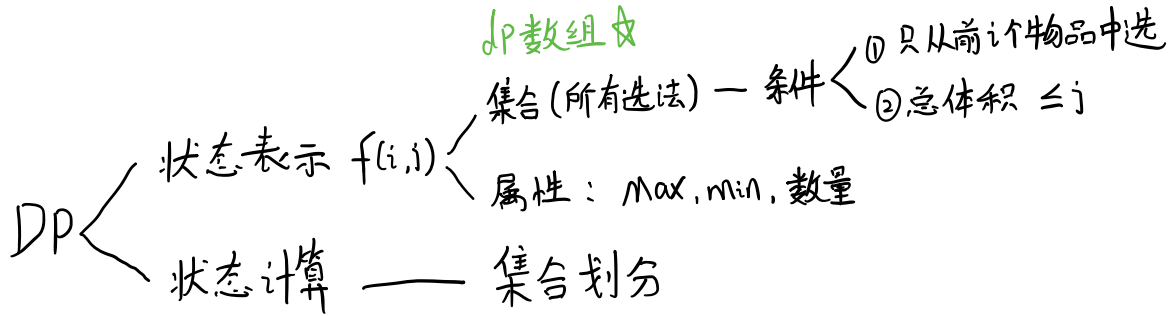 dp数组☆
① 只从前i个物品中选
集合(所有选法) — 条件
② 总体积 ≤ j
状态表示 f(i,j)
属性: Max, min, 数量
DP
状态计算 —— 集合划分